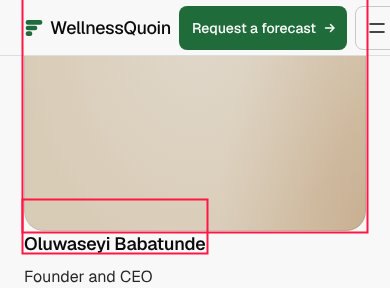 WellnessQuoin
Request a forecast →
Oluwaseyi Babatunde
Founder and CEO